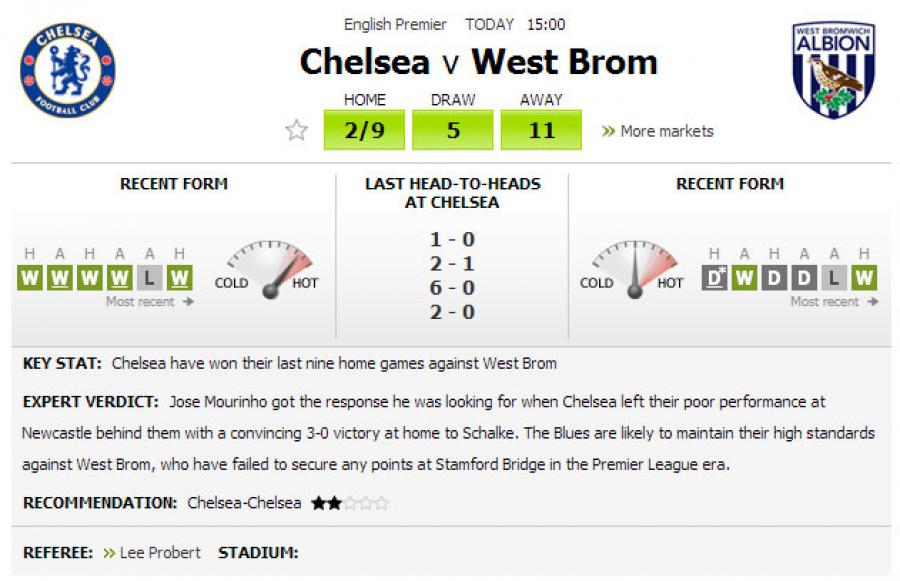 English Premier TODAY 15:00
CHELSEA
FOOTBALL CLUB
Chelsea v West Brom
WEST BROMWICH
ALBION
HOME DRAW AWAY
2/9 5 11 » More markets
RECENT FORM
H A H A A H
W W W W L W
Most recent
COLD HOT
LAST HEAD-TO-HEADS
AT CHELSEA
1 - 0
2 - 1
6 - 0
2 - 0
RECENT FORM
COLD HOT
H A H A A H
D* W D D L W
Most recent
KEY STAT: Chelsea have won their last nine home games against West Brom
EXPERT VERDICT: Jose Mourinho got the response he was looking for when Chelsea left their poor performance at
Newcastle behind them with a convincing 3-0 victory at home to Schalke. The Blues are likely to maintain their high standards
against West Brom, who have failed to secure any points at Stamford Bridge in the Premier League era.
RECOMMENDATION: Chelsea-Chelsea
REFEREE: » Lee Probert STADIUM: